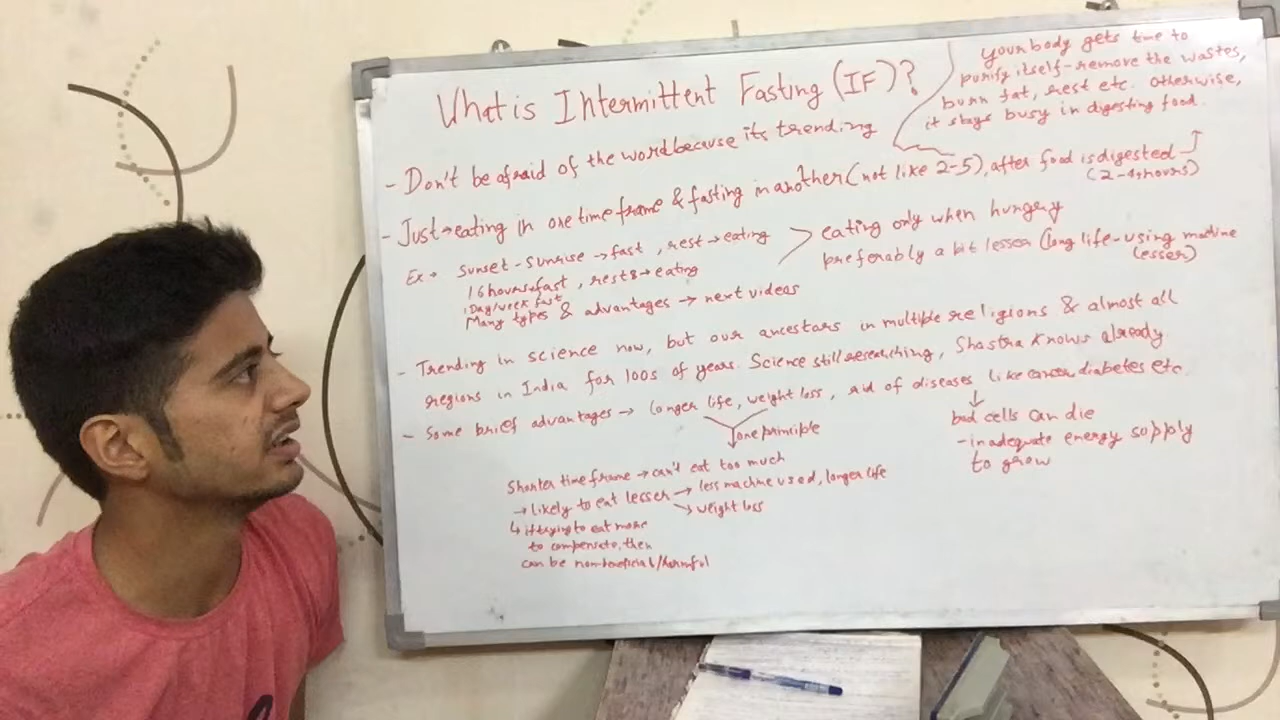 What is Intermittent Fasting (IF)?
your body gets time to
purify itself - remove the wastes,
burn fat, rest etc. Otherwise,
it stays busy in digesting food.
- Don't be afraid of the word because its trending
- Just → eating in one time frame & fasting in another (not like 2-5), after food is digested
(2-4 hours)
Ex → sunset - sunrise → fast, rest → eating
16 hours → fast, rest 8 → eating
1 Day/week fast
Many types & advantages → next videos
eating only when hungry
preferably a bit lesser (long life - using machine
lesser)
- Trending in science now, but our ancestars in multiple religions & almost all
regions in India for 100s of years. Science still researching, Shastra knows already
- Some brief advantages → longer life, weight loss, aid of diseases like cancer, diabetes etc.
one principle
bad cells can die
- inadequate energy supply
to grow
Shorter time frame → can't eat too much
→ likely to eat lesser → less machine used, longer life
→ weight loss
↳ if trying to eat more
to compensate, then
can be non-beneficial/harmful